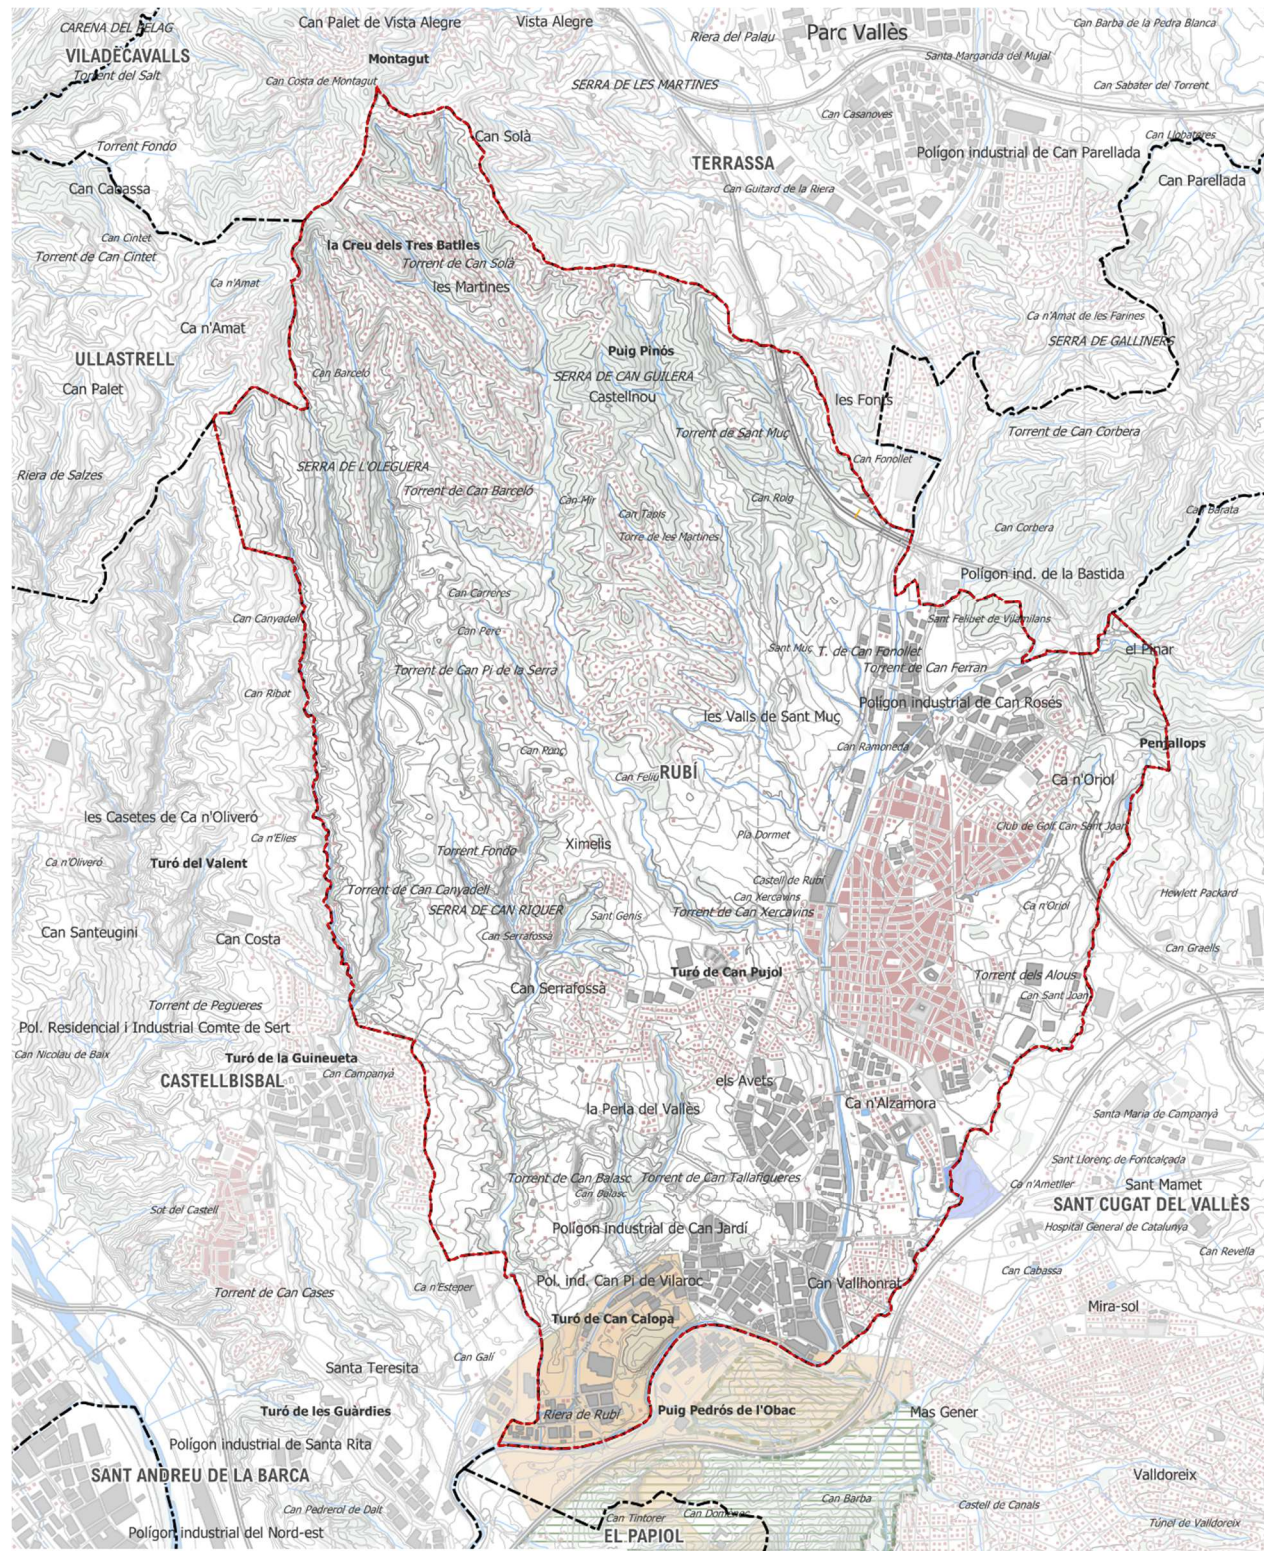 CARENA DEL PELAG
Can Palet de Vista Alegre
Vista Alegre
Riera del Palau
Parc Vallès
Can Barba de la Pedra Blanca
VILADECAVALLS
Montagut
Santa Margarida del Mujal
Torrent del Salt
Can Costa de Montagut
SERRA DE LES MARTINES
Can Sabater del Torrent
Can Casanoves
Can Solà
Can Llobateres
Torrent Fondo
TERRASSA
Polígon industrial de Can Parellada
Can Cabassa
Can Guitard de la Riera
Can Parellada
Can Cintet
la Creu dels Tres Batlles
Torrent de Can Cintet
Torrent de Can Solà
Ca n'Amat
les Martines
Ca n'Amat
Ca n'Amat de les Farines
SERRA DE GALLINERS
ULLASTRELL
Puig Pinós
Can Barceló
SERRA DE CAN GUILERA
Can Palet
Castellnou
les Fonts
Torrent de Sant Muç
Torrent de Can Corbera
Can Fonollet
Riera de Salzes
SERRA DE L'OLEGUERA
Torrent de Can Barceló
Can Mir
Can Roig
Can Tapis
Can Barata
Torre de les Martines
Can Corbera
Polígon ind. de la Bastida
Can Carreres
Can Canyadell
Sant Feliuet de Vilamilans
Can Pere
Sant Muç
T. de Can Fonollet
el Pinar
Torrent de Can Pi de la Serra
Torrent de Can Ferran
Can Ribot
Polígon industrial de Can Rosés
les Valls de Sant Muç
Can Ramoneda
Penjallops
Can Ponç
RUBÍ
Can Feliu
Ca n'Oriol
les Casetes de Ca n'Oliveró
Ca n'Elies
Pla Dormet
Club de Golf Can Sant Joan
Ximelis
Torrent Fondo
Ca n'Oliveró
Turó del Valent
Castell de Rubí
Torrent de Can Canyadell
Can Xercavins
Hewlett Packard
SERRA DE CAN RIQUER
Sant Genís
Torrent de Can Xercavins
Ca n'Oriol
Can Santeugini
Can Costa
Can Serrafossà
Can Graells
Turó de Can Pujol
Torrent dels Alous
Can Serrafossà
Can Sant Joan
Torrent de Pegueres
Pol. Residencial i Industrial Comte de Sert
Can Nicolau de Baix
Turó de la Guineueta
Can Campanyà
CASTELLBISBAL
els Avets
Ca n'Alzamora
la Perla del Vallès
Santa Maria de Campanyà
Sant Llorenç de Fontcalçada
Torrent de Can Balasc
Torrent de Can Tallafigueres
Ca n'Ametller
Sant Mamet
Can Balasc
SANT CUGAT DEL VALLÈS
Sot del Castell
Polígon industrial de Can Jardí
Hospital General de Catalunya
Can Revella
Can Cabassa
Ca n'Esteper
Pol. ind. Can Pi de Vilaroc
Can Vallhonrat
Torrent de Can Cases
Mira-sol
Turó de Can Calopa
Can Galí
Santa Teresita
Turó de les Guàrdies
Riera de Rubí
Puig Pedrós de l'Obac
Mas Gener
Polígon industrial de Santa Rita
SANT ANDREU DE LA BARCA
Valldoreix
Can Barba
Can Pedrerol de Dalt
Castell de Canals
Can Tintorer
Can Domènec
Túnel de Valldoreix
Polígon industrial del Nord-est
EL PAPIOL